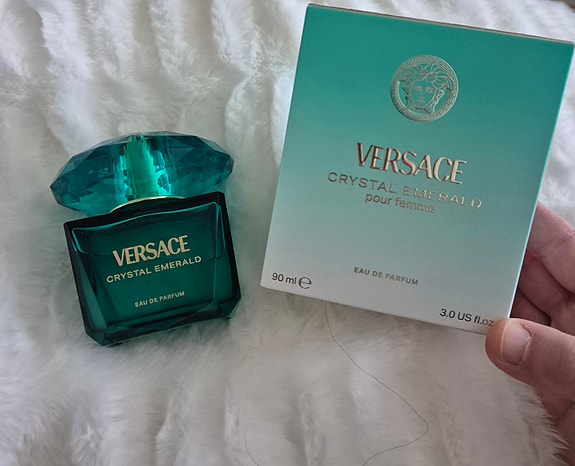 VERSACE
CRYSTAL EMERALD
EAU DE PARFUM
VERSACE
CRYSTAL EMERALD
pour femme
EAU DE PARFUM
90 ml ℮
3.0 US fl.oz